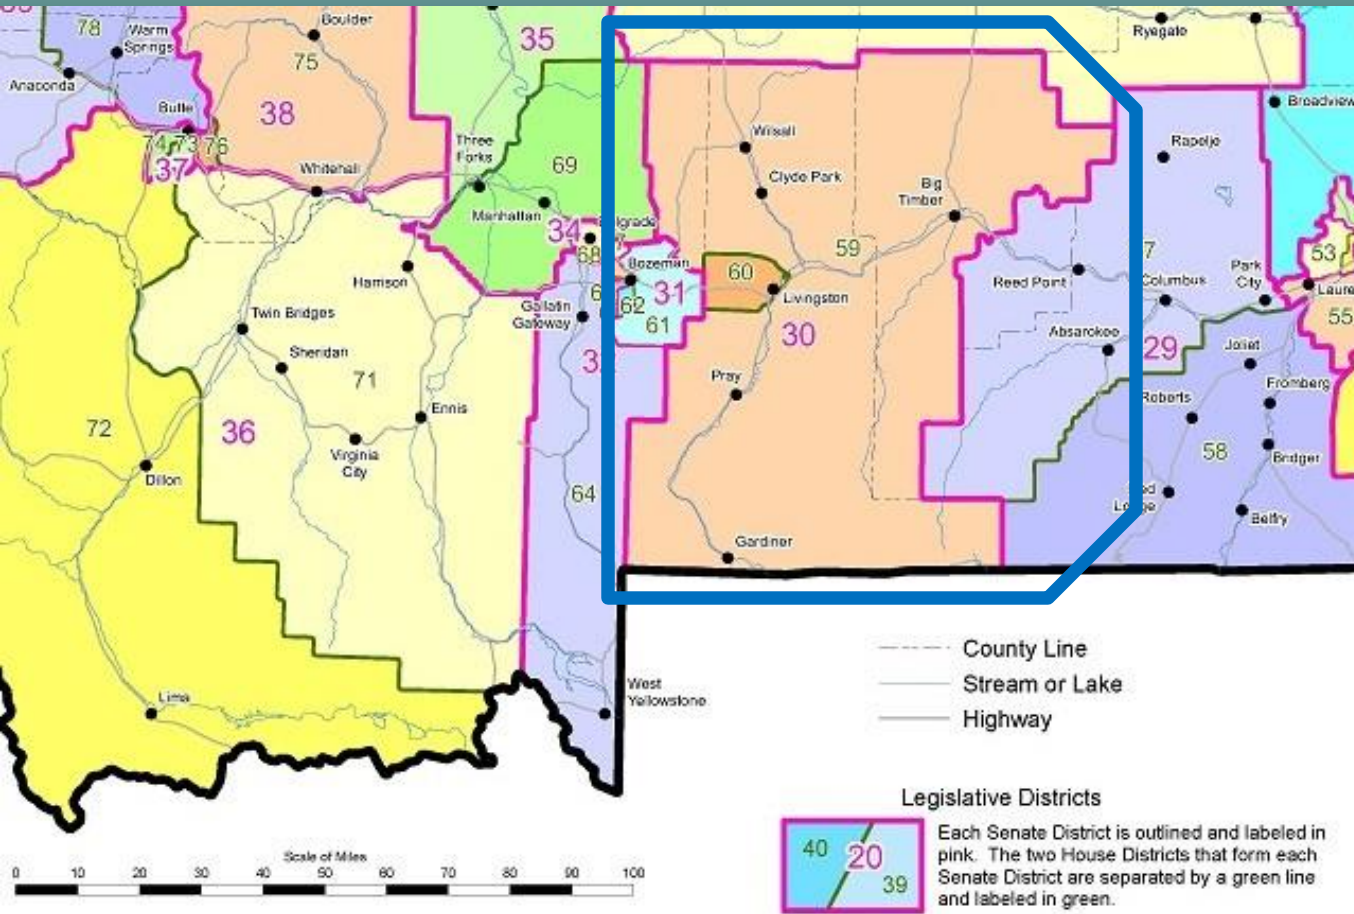 78
Warm
Springs
Boulder
75
35
Ryegate
Anaconda
Butte
38
Broadview
74
73
76
37
Three
Forks
69
Wilsall
Rapelje
Whitehall
Clyde Park
Big
Timber
Manhattan
34
59
53
68
Bozeman
60
Harrison
31
Reed Point
Columbus
Park
City
62
Livingston
Gallatin
Gateway
61
55
Twin Bridges
30
Absarokee
29
Joliet
Sheridan
71
Pray
Fromberg
Roberts
Ennis
72
36
Virginia
City
58
Bridger
Dillon
64
Belfry
Gardiner
County Line
West
Yellowstone
Stream or Lake
Lima
Highway
Legislative Districts
40
20
39
Each Senate District is outlined and labeled in
pink. The two House Districts that form each
Senate District are separated by a green line
and labeled in green.
Scale of Miles
0 10 20 30 40 50 60 70 80 90 100